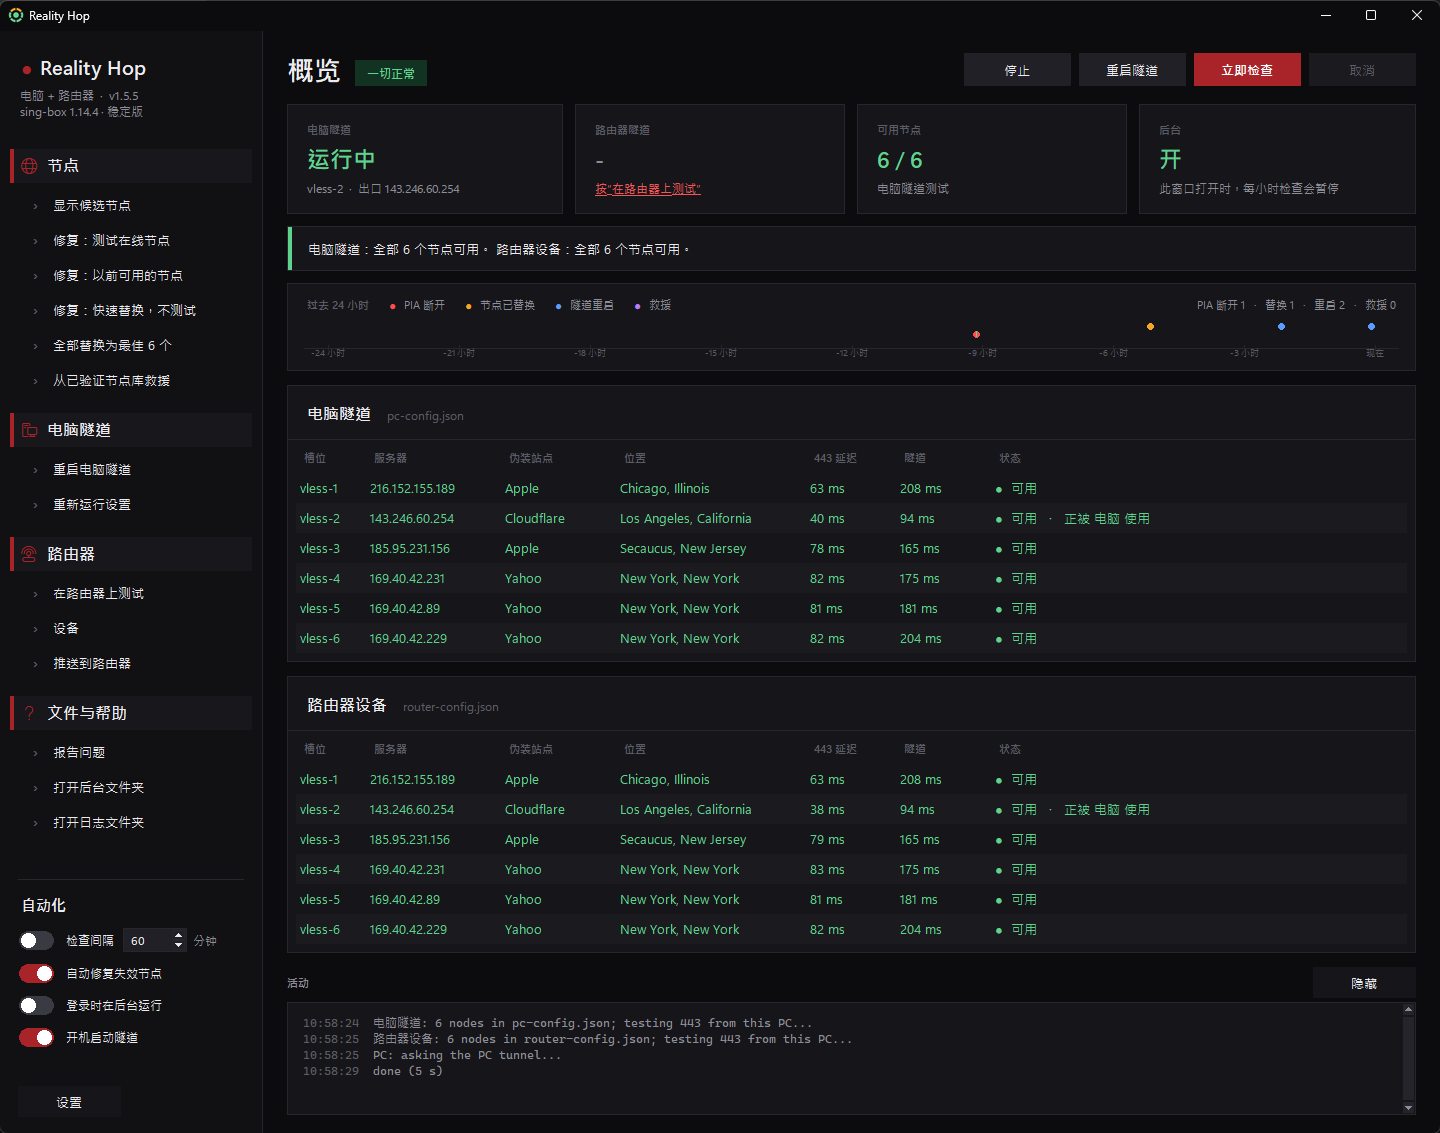 Reality Hop
Reality Hop
电脑 + 路由器 · v1.5.5
sing-box 1.14.4 · 稳定版
节点
› 显示候选节点
› 修复：测试在线节点
› 修复：以前可用的节点
› 修复：快速替换，不测试
› 全部替换为最佳 6 个
› 从已验证节点库救援
电脑隧道
› 重启电脑隧道
› 重新运行设置
路由器
› 在路由器上测试
› 设备
› 推送到路由器
? 文件与帮助
› 报告问题
› 打开后台文件夹
› 打开日志文件夹
自动化
检查间隔 60 分钟
自动修复失效节点
登录时在后台运行
开机启动隧道
设置
概览 一切正常 停止 重启隧道 立即检查 取消
电脑隧道
运行中
vless-2 · 出口 143.246.60.254
路由器隧道
-
按"在路由器上测试"
可用节点
6 / 6
电脑隧道测试
后台
开
此窗口打开时，每小时检查会暂停
电脑隧道：全部 6 个节点可用。 路由器设备：全部 6 个节点可用。
过去 24 小时 ● PIA 断开 ● 节点已替换 ● 隧道重启 ● 救援 PIA 断开 1 · 替换 1 · 重启 2 · 救援 0
-24 小时 -21 小时 -18 小时 -15 小时 -12 小时 -9 小时 -6 小时 -3 小时 现在
电脑隧道 pc-config.json
槽位 服务器 伪装站点 位置 443 延迟 隧道 状态
vless-1 216.152.155.189 Apple Chicago, Illinois 63 ms 208 ms ● 可用
vless-2 143.246.60.254 Cloudflare Los Angeles, California 40 ms 94 ms ● 可用 · 正被 电脑 使用
vless-3 185.95.231.156 Apple Secaucus, New Jersey 78 ms 165 ms ● 可用
vless-4 169.40.42.231 Yahoo New York, New York 82 ms 175 ms ● 可用
vless-5 169.40.42.89 Yahoo New York, New York 81 ms 181 ms ● 可用
vless-6 169.40.42.229 Yahoo New York, New York 82 ms 204 ms ● 可用
路由器设备 router-config.json
槽位 服务器 伪装站点 位置 443 延迟 隧道 状态
vless-1 216.152.155.189 Apple Chicago, Illinois 63 ms 208 ms ● 可用
vless-2 143.246.60.254 Cloudflare Los Angeles, California 38 ms 94 ms ● 可用 · 正被 电脑 使用
vless-3 185.95.231.156 Apple Secaucus, New Jersey 79 ms 165 ms ● 可用
vless-4 169.40.42.231 Yahoo New York, New York 83 ms 175 ms ● 可用
vless-5 169.40.42.89 Yahoo New York, New York 81 ms 181 ms ● 可用
vless-6 169.40.42.229 Yahoo New York, New York 82 ms 204 ms ● 可用
活动 隐藏
10:58:24 电脑隧道: 6 nodes in pc-config.json; testing 443 from this PC...
10:58:25 路由器设备: 6 nodes in router-config.json; testing 443 from this PC...
10:58:25 PC: asking the PC tunnel...
10:58:29 done (5 s)